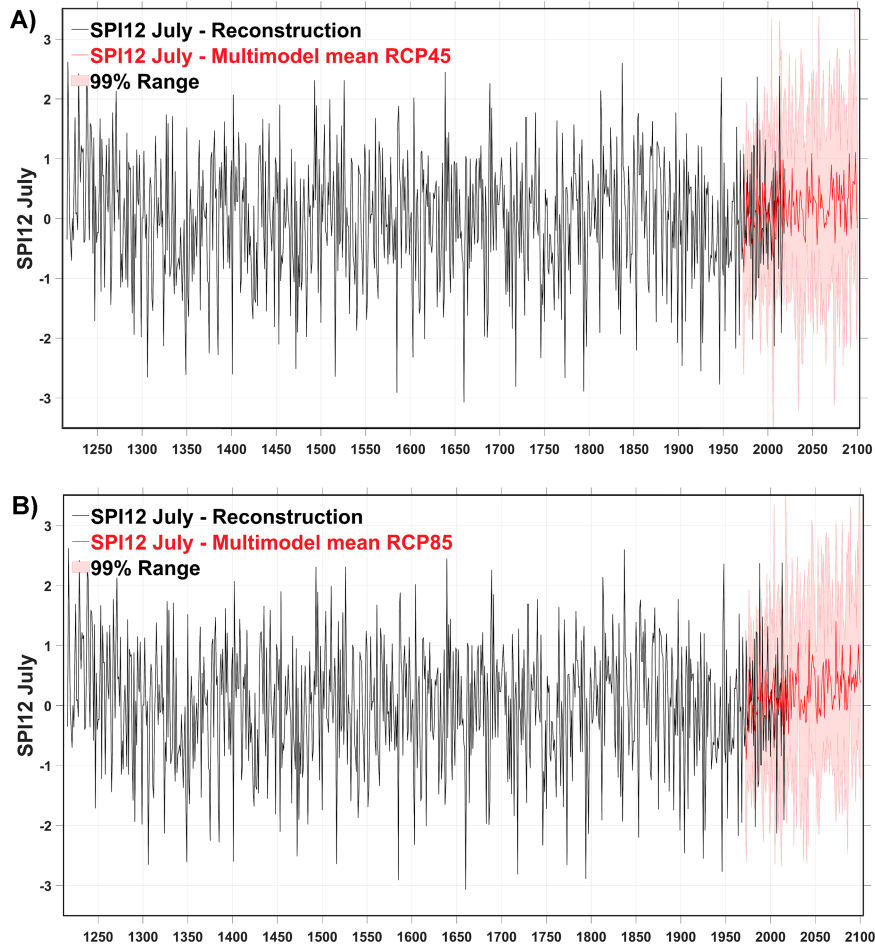 A)
SPI12 July - Reconstruction
SPI12 July - Multimodel mean RCP45
99% Range
SPI12 July
3
2
1
0
-1
-2
-3
1250 1300 1350 1400 1450 1500 1550 1600 1650 1700 1750 1800 1850 1900 1950 2000 2050 2100
B)
SPI12 July - Reconstruction
SPI12 July - Multimodel mean RCP85
99% Range
SPI12 July
3
2
1
0
-1
-2
-3
1250 1300 1350 1400 1450 1500 1550 1600 1650 1700 1750 1800 1850 1900 1950 2000 2050 2100